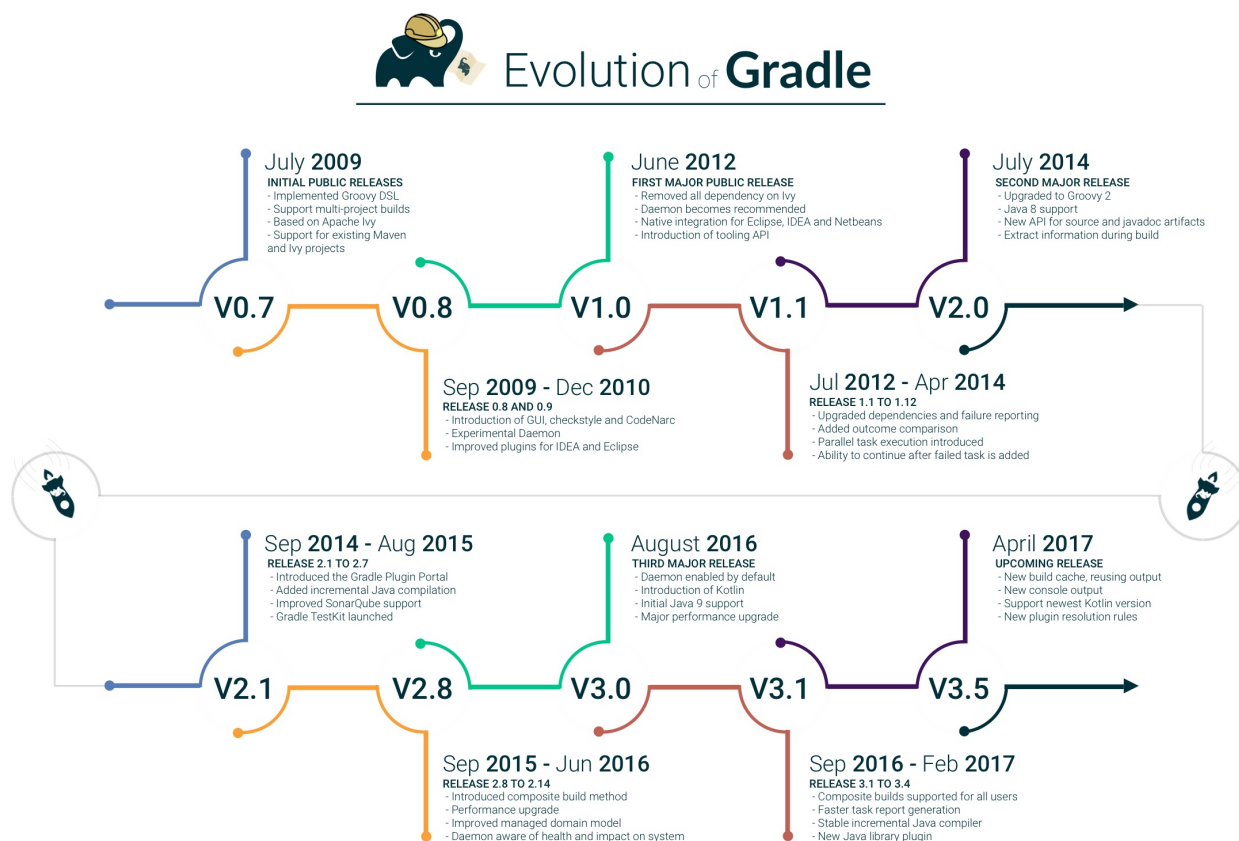 Evolution of Gradle
July 2009
INITIAL PUBLIC RELEASES
- Implemented Groovy DSL
- Support multi-project builds
- Based on Apache Ivy
- Support for existing Maven
and Ivy projects
June 2012
FIRST MAJOR PUBLIC RELEASE
- Removed all dependency on Ivy
- Daemon becomes recommended
- Native integration for Eclipse, IDEA and Netbeans
- Introduction of tooling API
July 2014
SECOND MAJOR RELEASE
- Upgraded to Groovy 2
- Java 8 support
- New API for source and javadoc artifacts
- Extract information during build
V0.7
V0.8
V1.0
V1.1
V2.0
Sep 2009 - Dec 2010
RELEASE 0.8 AND 0.9
- Introduction of GUI, checkstyle and CodeNarc
- Experimental Daemon
- Improved plugins for IDEA and Eclipse
Jul 2012 - Apr 2014
RELEASE 1.1 TO 1.12
- Upgraded dependencies and failure reporting
- Added outcome comparison
- Parallel task execution introduced
- Ability to continue after failed task is added
Sep 2014 - Aug 2015
RELEASE 2.1 TO 2.7
- Introduced the Gradle Plugin Portal
- Added incremental Java compilation
- Improved SonarQube support
- Gradle TestKit launched
August 2016
THIRD MAJOR RELEASE
- Daemon enabled by default
- Introduction of Kotlin
- Initial Java 9 support
- Major performance upgrade
April 2017
UPCOMING RELEASE
- New build cache, reusing output
- New console output
- Support newest Kotlin version
- New plugin resolution rules
V2.1
V2.8
V3.0
V3.1
V3.5
Sep 2015 - Jun 2016
RELEASE 2.8 TO 2.14
- Introduced composite build method
- Performance upgrade
- Improved managed domain model
- Daemon aware of health and impact on system
Sep 2016 - Feb 2017
RELEASE 3.1 TO 3.4
- Composite builds supported for all users
- Faster task report generation
- Stable incremental Java compiler
- New Java library plugin